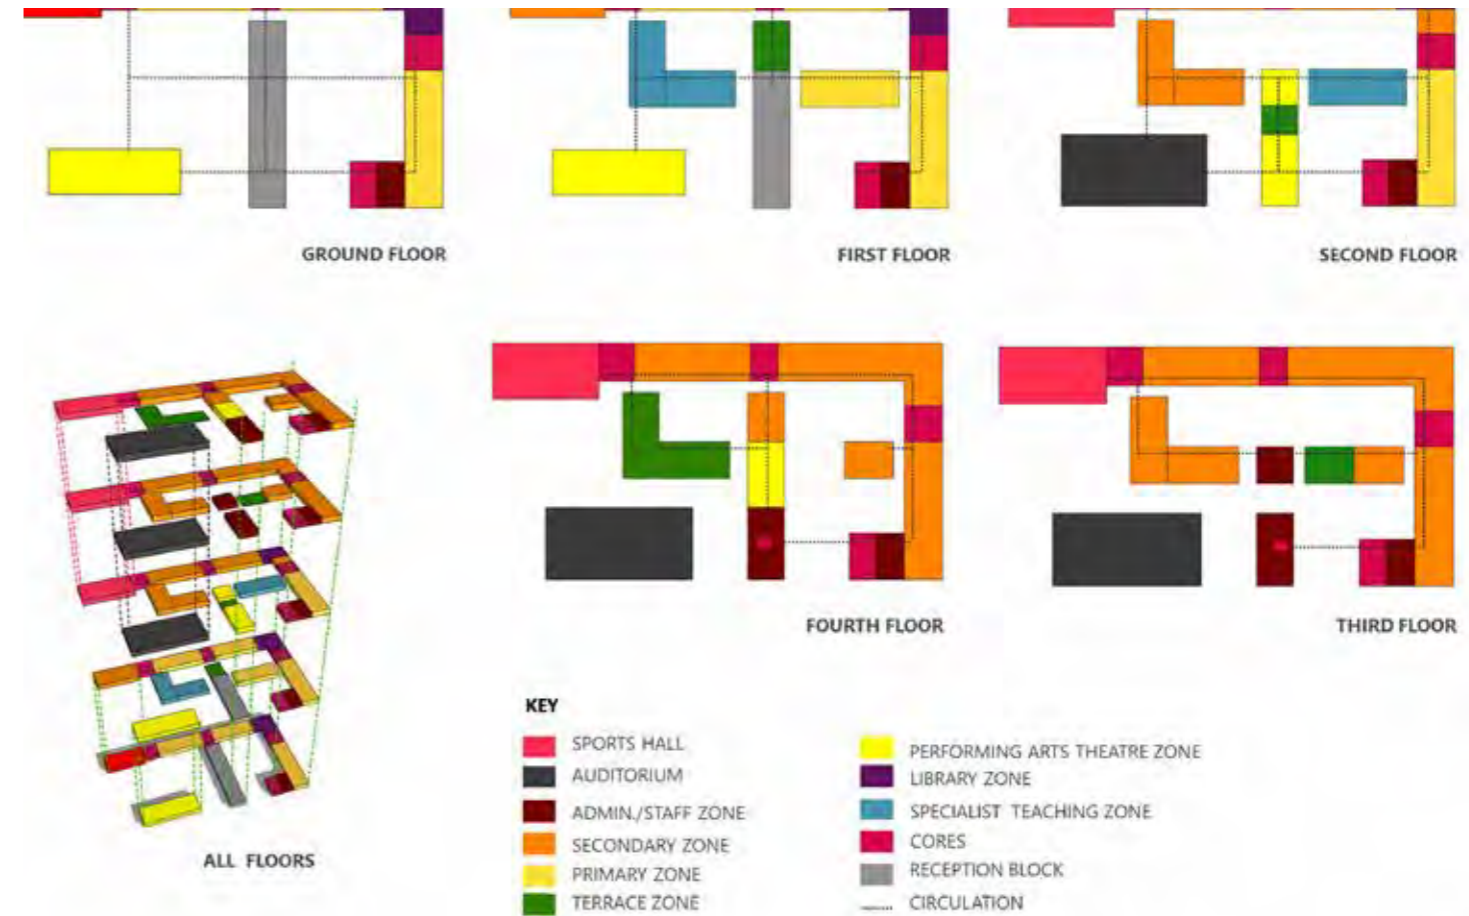 GROUND FLOOR
FIRST FLOOR
SECOND FLOOR
FOURTH FLOOR
THIRD FLOOR
ALL FLOORS
KEY
SPORTS HALL
AUDITORIUM
ADMIN./STAFF ZONE
SECONDARY ZONE
PRIMARY ZONE
TERRACE ZONE
PERFORMING ARTS THEATRE ZONE
LIBRARY ZONE
SPECIALIST TEACHING ZONE
CORES
RECEPTION BLOCK
CIRCULATION